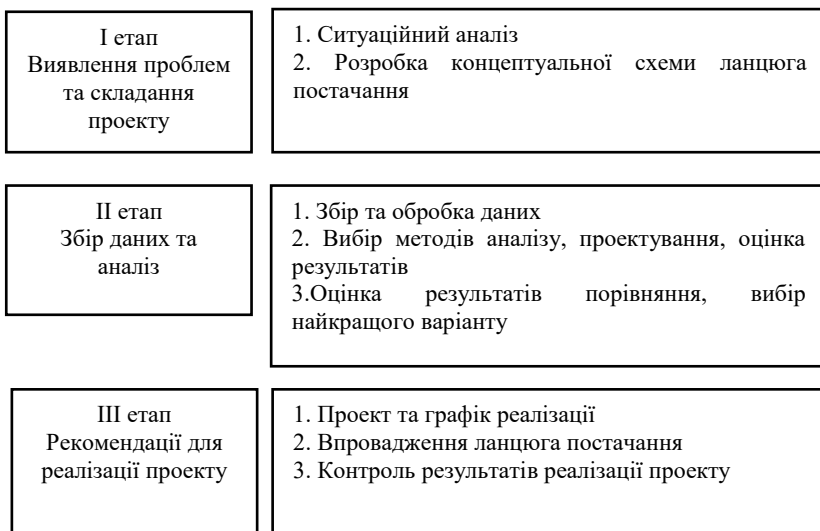 І етап
Виявлення проблем
та складання
проекту
1. Ситуаційний аналіз
2. Розробка концептуальної схеми ланцюга
постачання
ІІ етап
Збір даних та
аналіз
1. Збір та обробка даних
2. Вибір методів аналізу, проектування, оцінка
результатів
3.Оцінка результатів порівняння, вибір
найкращого варіанту
ІІІ етап
Рекомендації для
реалізації проекту
1. Проект та графік реалізації
2. Впровадження ланцюга постачання
3. Контроль результатів реалізації проекту